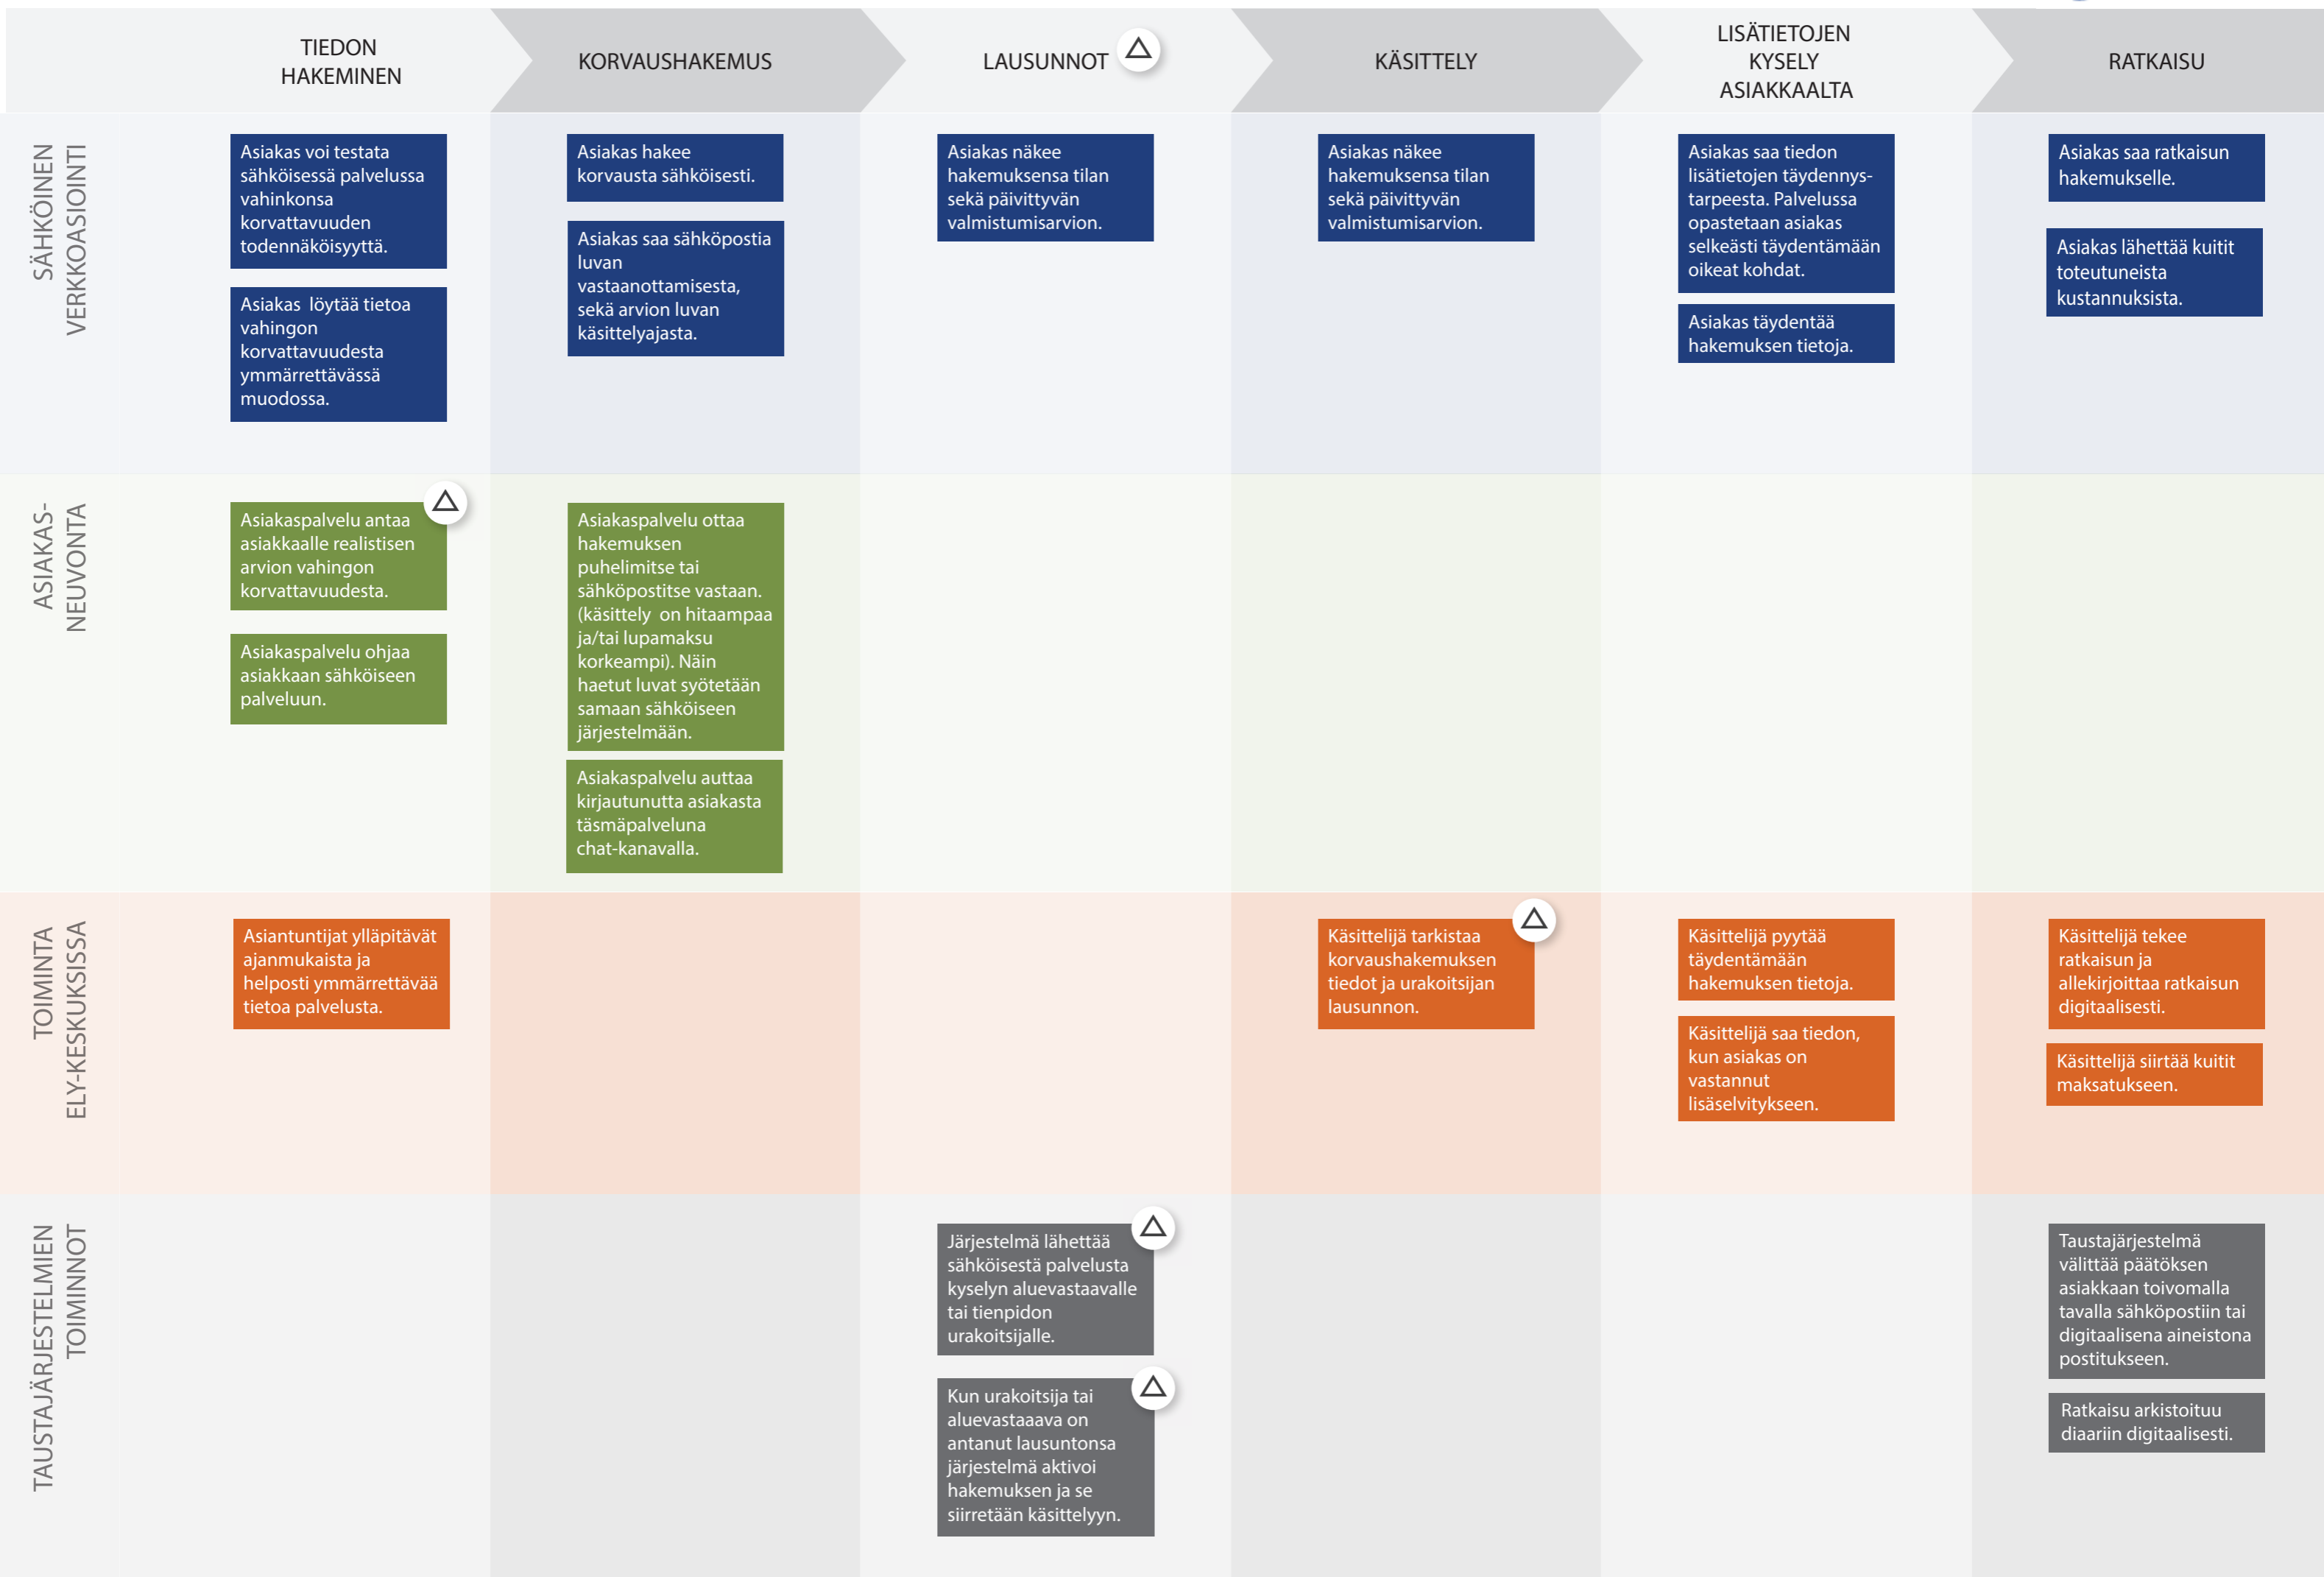 TIEDON
HAKEMINEN
KORVAUSHAKEMUS
LAUSUNNOT
KÄSITTELY
LISÄTIETOJEN
KYSELY
ASIAKKAALTA
RATKAISU
SÄHKÖINEN
VERKKOASIOINTI
Asiakas voi testata
sähköisessä palvelussa
vahinkonsa
korvattavuuden
todennäköisyyttä.
Asiakas löytää tietoa
vahingon
korvattavuudesta
ymmärrettävässä
muodossa.
Asiakas hakee
korvausta sähköisesti.
Asiakas saa sähköpostia
luvan
vastaanottamisesta,
sekä arvion luvan
käsittelyajasta.
Asiakas näkee
hakemuksensa tilan
sekä päivittyvän
valmistumisarvion.
Asiakas näkee
hakemuksensa tilan
sekä päivittyvän
valmistumisarvion.
Asiakas saa tiedon
lisätietojen täydennys-
tarpeesta. Palvelussa
opastetaan asiakas
selkeästi täydentämään
oikeat kohdat.
Asiakas täydentää
hakemuksen tietoja.
Asiakas saa ratkaisun
hakemukselle.
Asiakas lähettää kuitit
toteutuneista
kustannuksista.
ASIAKAS-
NEUVONTA
Asiakaspalvelu antaa
asiakkaalle realistisen
arvion vahingon
korvattavuudesta.
Asiakaspalvelu ohjaa
asiakkaan sähköiseen
palveluun.
Asiakaspalvelu ottaa
hakemuksen
puhelimitse tai
sähköpostitse vastaan.
(käsittely on hitaampaa
ja/tai lupamaksu
korkeampi). Näin
haetut luvat syötetään
samaan sähköiseen
järjestelmään.
Asiakaspalvelu auttaa
kirjautunutta asiakasta
täsmäpalveluna
chat-kanavalla.
TOIMINTA
ELY-KESKUKSISSA
Asiantuntijat ylläpitävät
ajanmukaista ja
helposti ymmärrettävää
tietoa palvelusta.
Käsittelijä tarkistaa
korvaushakemuksen
tiedot ja urakoitsijan
lausunnon.
Käsittelijä pyytää
täydentämään
hakemuksen tietoja.
Käsittelijä saa tiedon,
kun asiakas on
vastannut
lisäselvitykseen.
Käsittelijä tekee
ratkaisun ja
allekirjoittaa ratkaisun
digitaalisesti.
Käsittelijä siirtää kuitit
maksatukseen.
TAUSTAJÄRJESTELMIEN
TOIMINNOT
Järjestelmä lähettää
sähköisestä palvelusta
kyselyn aluevastaavalle
tai tienpidon
urakoitsijalle.
Kun urakoitsija tai
aluevastaaava on
antanut lausuntonsa
järjestelmä aktivoi
hakemuksen ja se
siirretään käsittelyyn.
Taustajärjestelmä
välittää päätöksen
asiakkaan toivomalla
tavalla sähköpostiin tai
digitaalisena aineistona
postitukseen.
Ratkaisu arkistoituu
diaariin digitaalisesti.